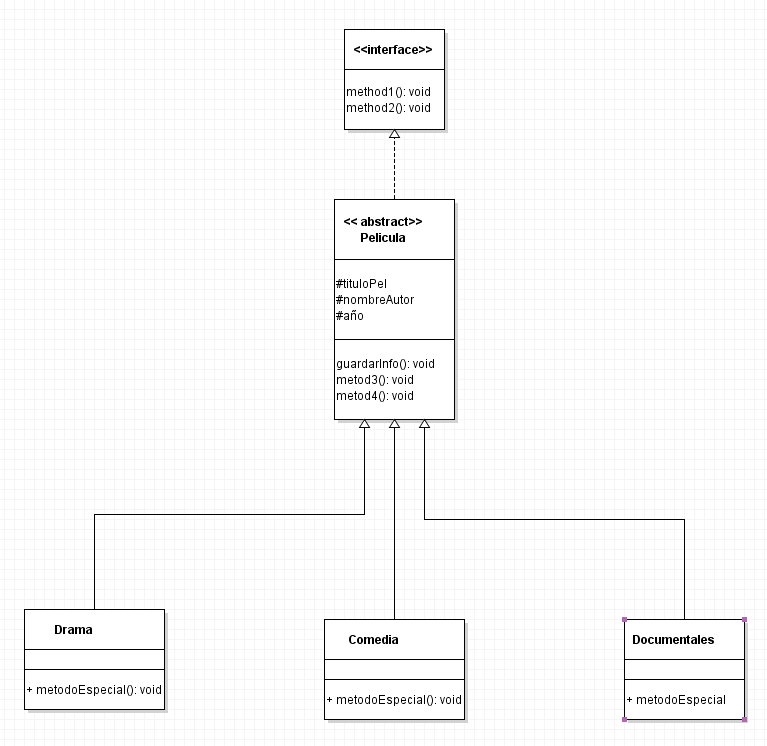 <<interface>>
method1(): void
method2(): void
<< abstract>>
Pelicula
#tituloPel
#nombreAutor
#año
guardarInfo(): void
metod3(): void
metod4(): void
Drama
+ metodoEspecial(): void
Comedia
+ metodoEspecial(): void
Documentales
+ metodoEspecial